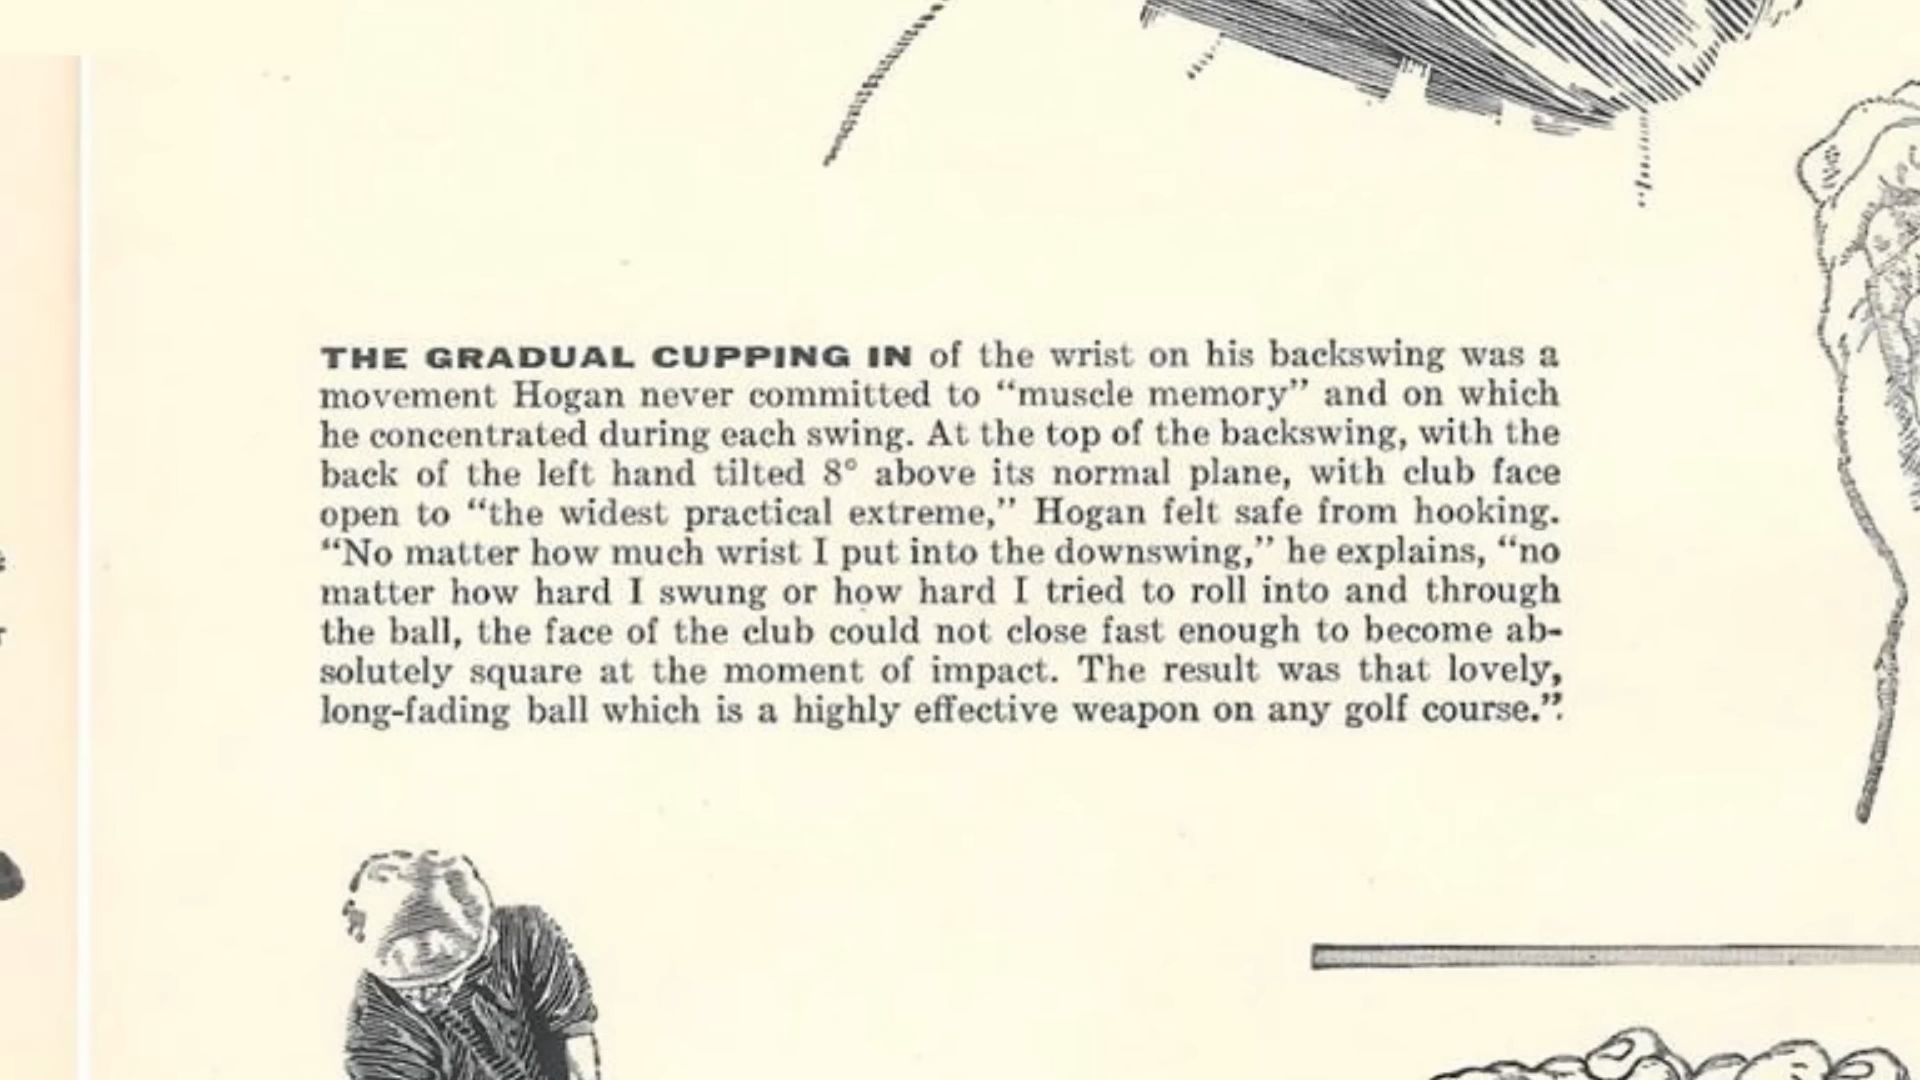 THE GRADUAL CUPPING IN of the wrist on his backswing was a
movement Hogan never committed to “muscle memory” and on which
he concentrated during each swing. At the top of the backswing, with the
back of the left hand tilted 8° above its normal plane, with club face
open to “the widest practical extreme,” Hogan felt safe from hooking.
“No matter how much wrist I put into the downswing,” he explains, “no
matter how hard I swung or how hard I tried to roll into and through
the ball, the face of the club could not close fast enough to become ab-
solutely square at the moment of impact. The result was that lovely,
long-fading ball which is a highly effective weapon on any golf course.”